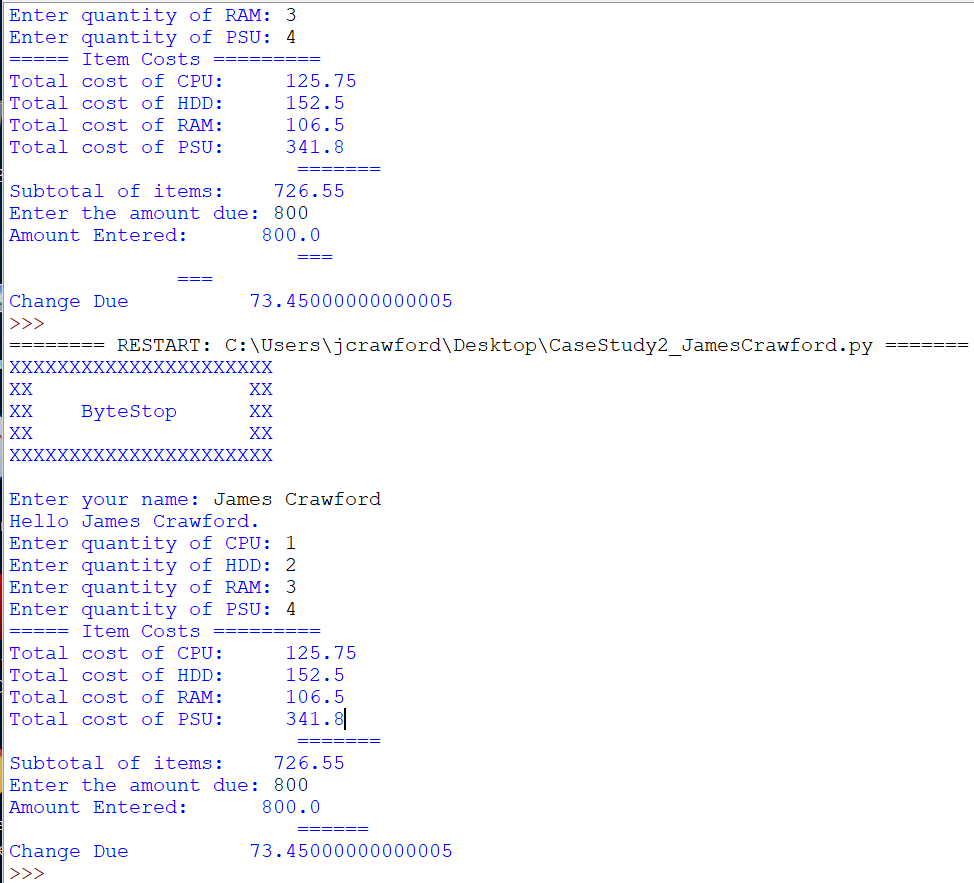 Enter quantity of RAM: 3
Enter quantity of PSU: 4
===== Item Costs =========
Total cost of CPU:     125.75
Total cost of HDD:     152.5
Total cost of RAM:     106.5
Total cost of PSU:     341.8
                        =======
Subtotal of items:    726.55
Enter the amount due: 800
Amount Entered:      800.0
                        ===
              ===
Change Due          73.45000000000005
>>>
======== RESTART: C:\Users\jcrawford\Desktop\CaseStudy2_JamesCrawford.py =======
XXXXXXXXXXXXXXXXXXXXXX
XX                  XX
XX    ByteStop      XX
XX                  XX
XXXXXXXXXXXXXXXXXXXXXX
Enter your name: James Crawford
Hello James Crawford.
Enter quantity of CPU: 1
Enter quantity of HDD: 2
Enter quantity of RAM: 3
Enter quantity of PSU: 4
===== Item Costs =========
Total cost of CPU:     125.75
Total cost of HDD:     152.5
Total cost of RAM:     106.5
Total cost of PSU:     341.8
                        =======
Subtotal of items:    726.55
Enter the amount due: 800
Amount Entered:      800.0
                        ======
Change Due          73.45000000000005
>>>